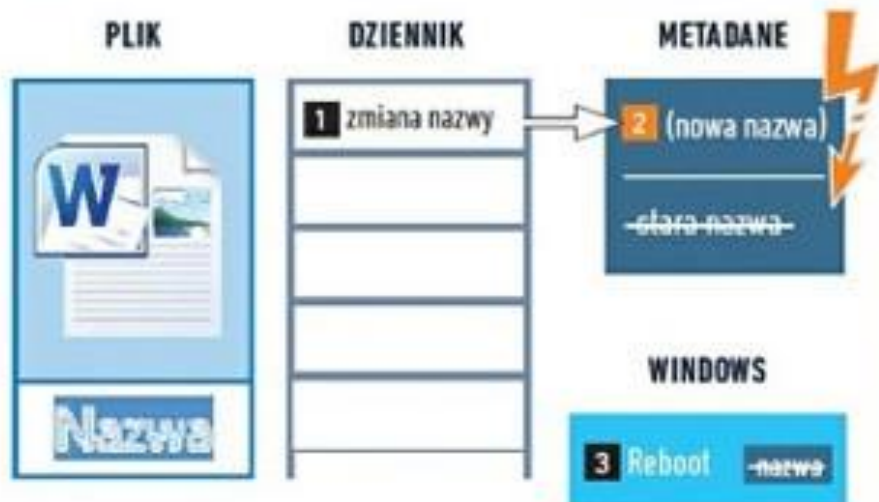 PLIK
DZIENNIK
METADANE
1 zmiana nazwy
2 (nowa nazwa)
stara nazwa
W
Nazwa
WINDOWS
3 Reboot nazwa